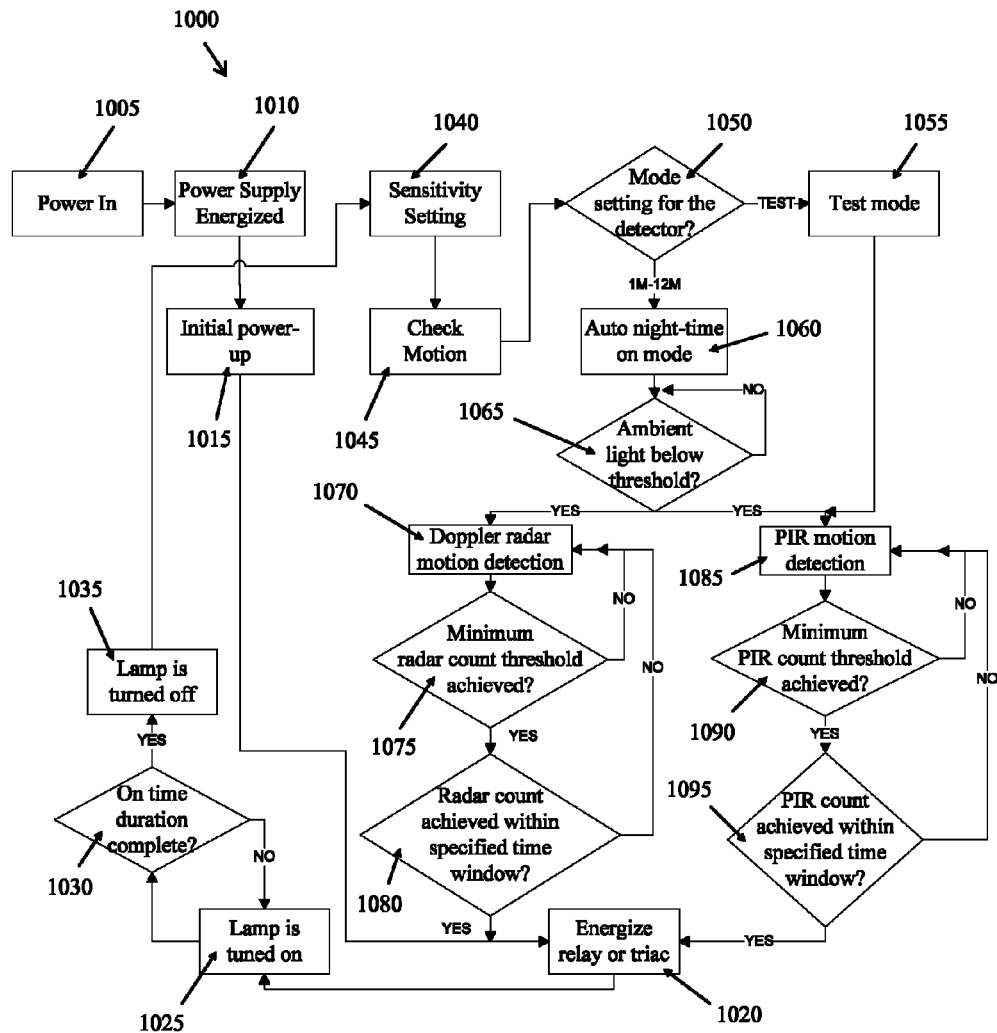 1000
1005
1010
1040
1050
1055
Power In
Power Supply
Energized
Sensitivity
Setting
Mode
setting for the
detector?
TEST
Test mode
1M-12M
Initial power-
up
Check
Motion
Auto night-time
on mode
1060
1015
1045
1065
NO
Ambient
light below
threshold?
1070
YES
YES
Doppler radar
motion detection
PIR motion
detection
1085
1035
NO
NO
Lamp is
turned off
Minimum
radar count threshold
achieved?
NO
Minimum
PIR count threshold
achieved?
NO
1075
1090
YES
YES
YES
On time
duration
complete?
Radar count
achieved within
specified time
window?
1095
PIR count
achieved within
specified time
window?
NO
1030
1080
Lamp is
tuned on
YES
Energize
relay or triac
YES
1025
1020